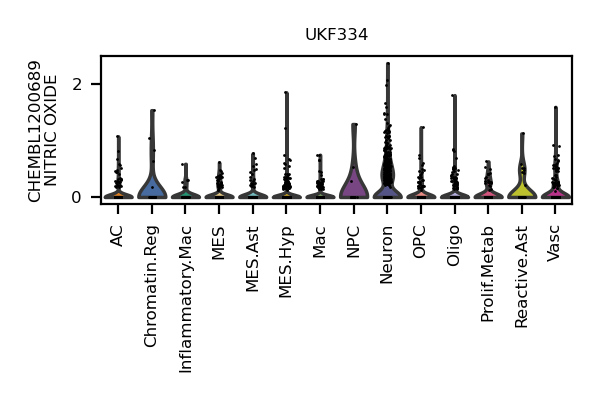 UKF334
CHEMBL1200689
NITRIC OXIDE
2
0
AC
Chromatin.Reg
Inflammatory.Mac
MES
MES.Ast
MES.Hyp
Mac
NPC
Neuron
OPC
Oligo
Prolif.Metab
Reactive.Ast
Vasc